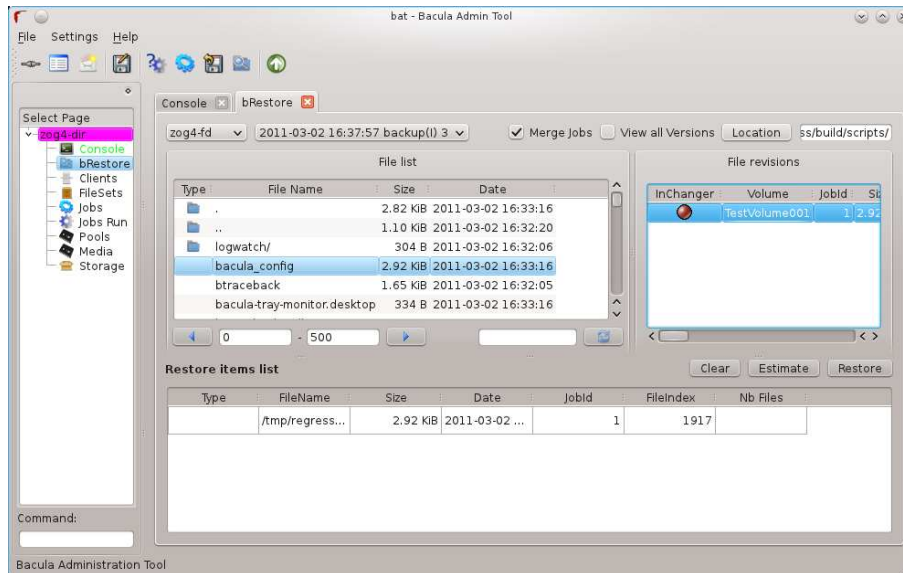 bat - Bacula Admin Tool
File Settings Help
Select Page
zog4-dir
Console
bRestore
Clients
FileSets
Jobs
Jobs Run
Pools
Media
Storage
Command:
Console bRestore
zog4-fd 2011-03-02 16:37:57 backup(I) 3 Merge Jobs View all Versions Location ss/build/scripts/
File list
Type File Name Size Date
. 2.82 KiB 2011-03-02 16:33:16
.. 1.10 KiB 2011-03-02 16:32:20
logwatch/ 304 B 2011-03-02 16:32:06
bacula_config 2.92 KiB 2011-03-02 16:33:16
btraceback 1.65 KiB 2011-03-02 16:32:05
bacula-tray-monitor.desktop 334 B 2011-03-02 16:33:16
0 - 500
File revisions
InChanger Volume JobId Si
TestVolume001 1 2.92
Restore items list Clear Estimate Restore
Type FileName Size Date JobId FileIndex Nb Files
/tmp/regress... 2.92 KiB 2011-03-02 ... 1 1917
Bacula Administration Tool